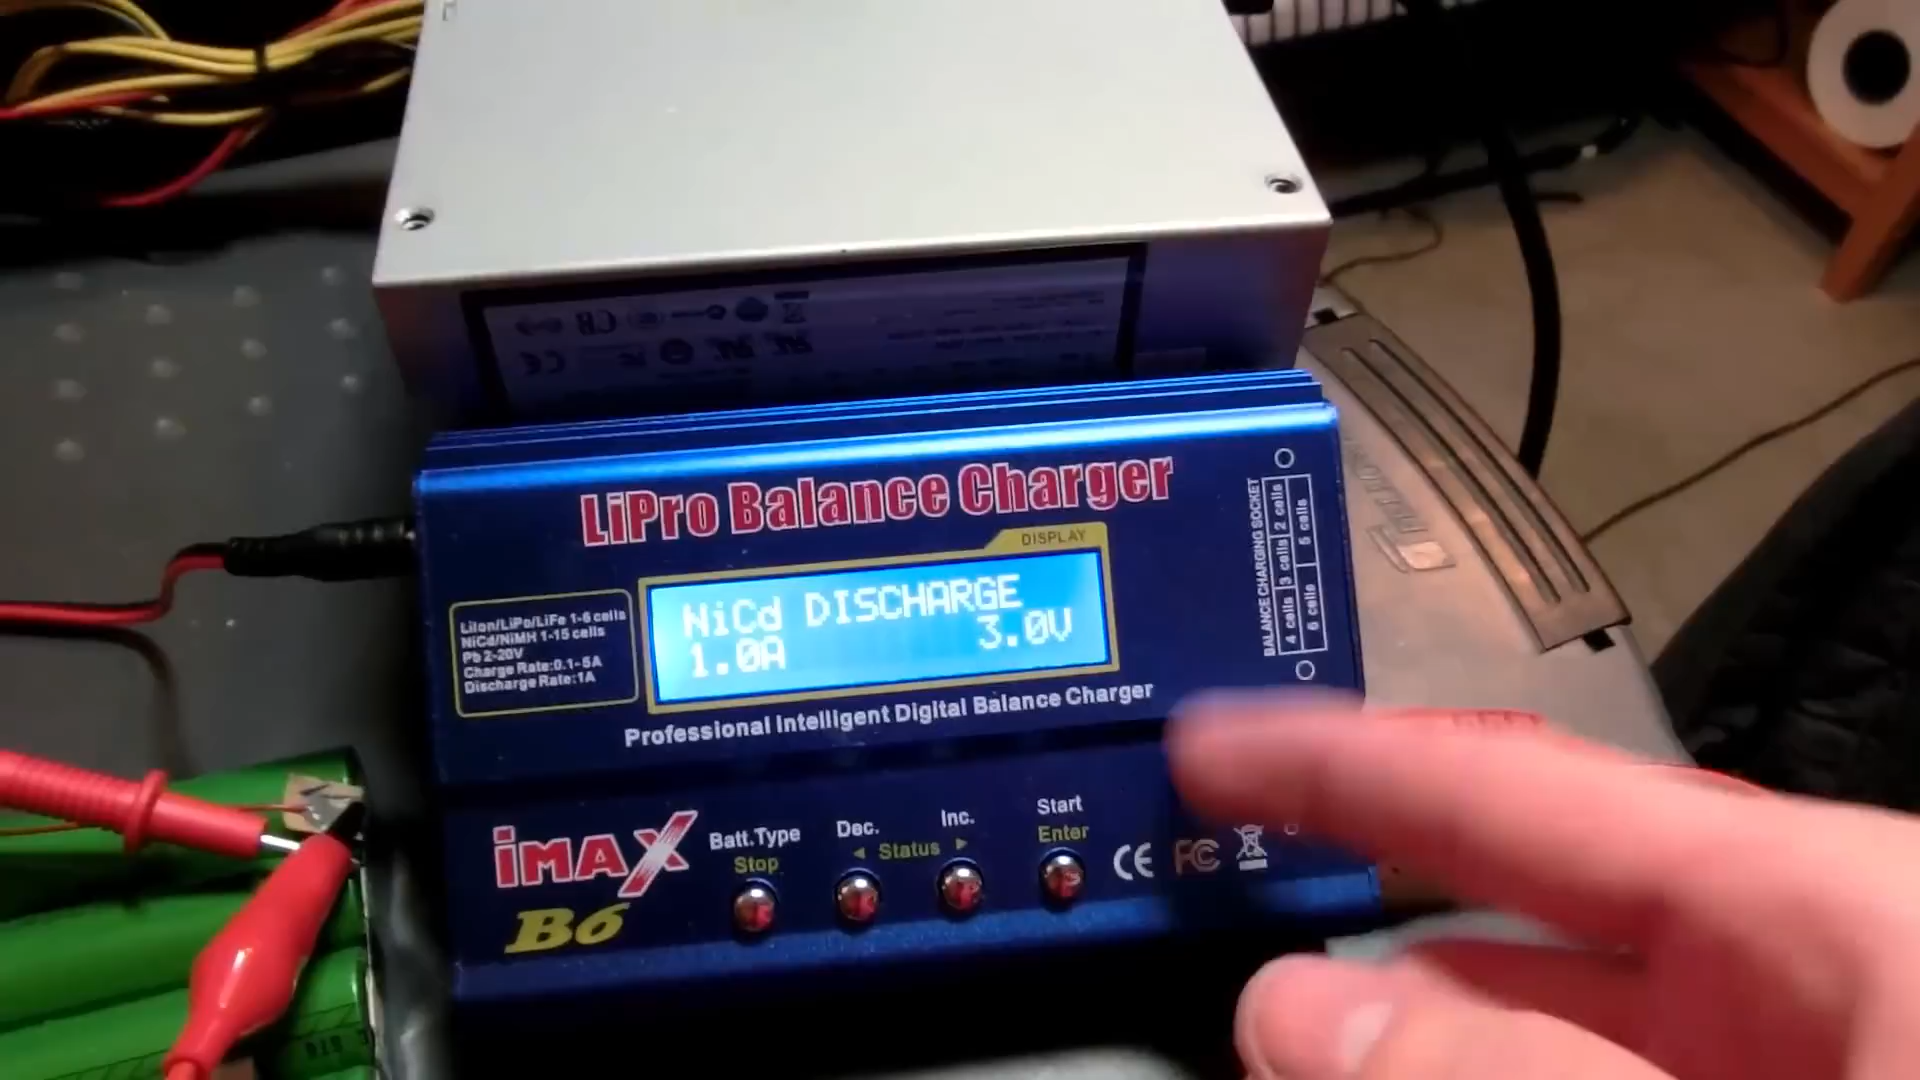 LiPro Balance Charger
DISPLAY
NiCd DISCHARGE
1.0A 3.0V
LiIon/LiPo/LiFe 1-6 cells
NiCd/NiMH 1-15 cells
Pb 2-20V
Charge Rate:0.1-5A
Discharge Rate:1A
Professional Intelligent Digital Balance Charger
BALANCE CHARGING SOCKET
4 cells 3 cells 2 cells
6 cells 5 cells
iMAX
B6
Batt.Type
Stop
Dec.
Inc.
◄ Status ►
Start
Enter
CE FC